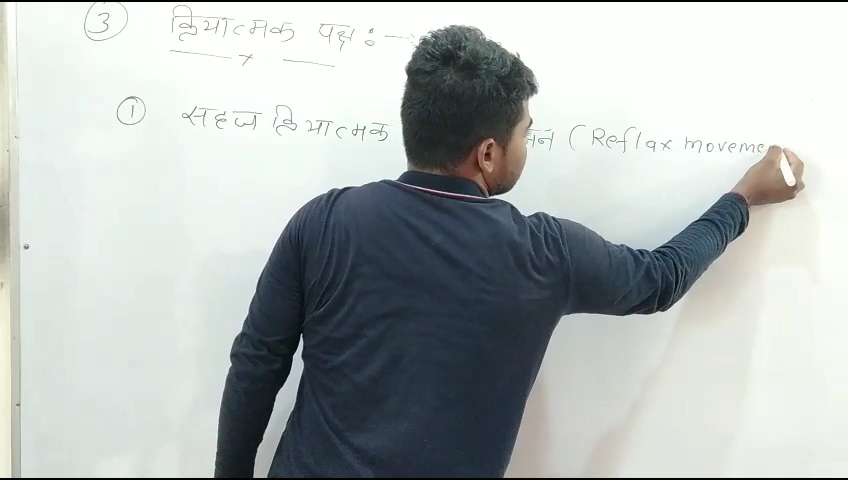 ③ क्रियात्मक पक्ष :—
① सहज क्रियात्मक (Reflax moveme